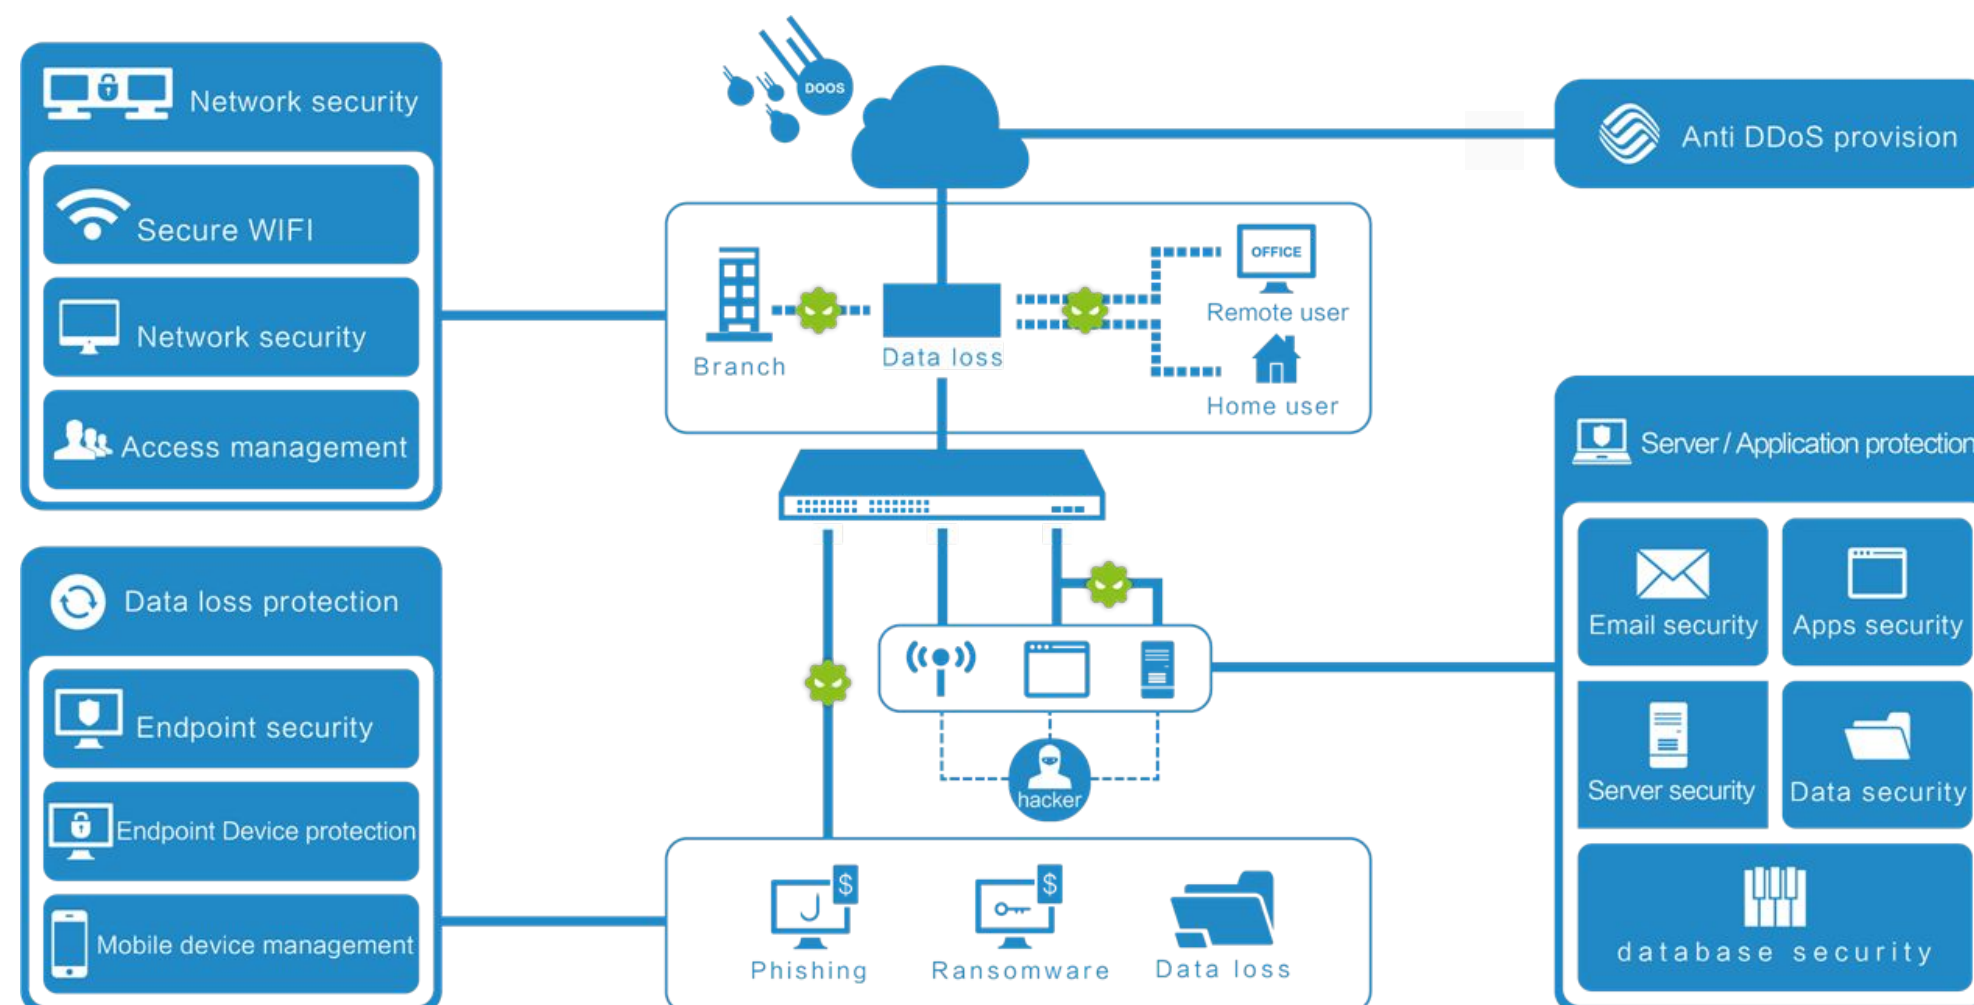 Network security
Secure WIFI
Network security
Access management
Data loss protection
Endpoint security
Endpoint Device protection
Mobile device management
DOOS
Branch
Data loss
OFFICE
Remote user
Home user
hacker
$
$
Phishing
Ransomware
Data loss
Anti DDoS provision
Server / Application protection
Email security
Apps security
Server security
Data security
database security